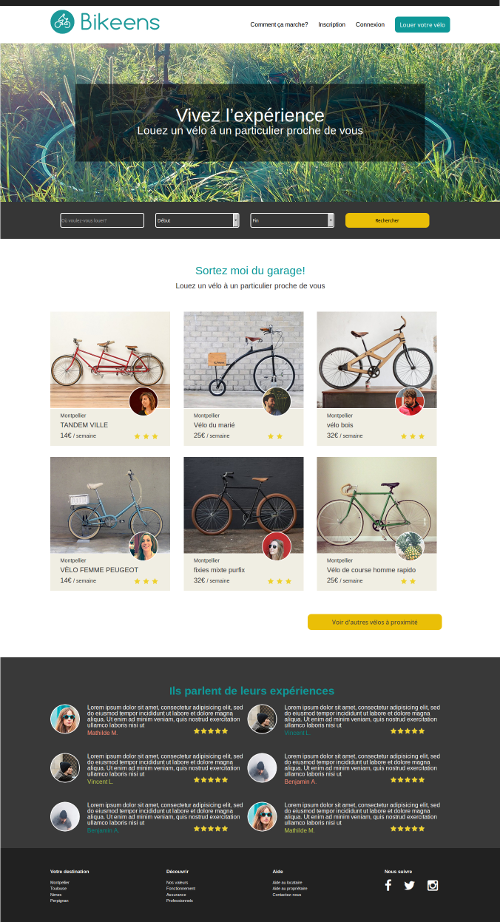 Bikeens
Comment ça marche? Inscription Connexion Louer votre vélo
Vivez l'expérience
Louez un vélo à un particulier proche de vous
Où voulez-vous louer? Début Fin Rechercher
Sortez moi du garage!
Louez un vélo à un particulier proche de vous
Montpellier
TANDEM VILLE
14€ / semaine
Montpellier
Vélo du marié
25€ / semaine
Montpellier
vélo bois
32€ / semaine
Montpellier
VÉLO FEMME PEUGEOT
14€ / semaine
Montpellier
fixies mixte purfix
32€ / semaine
Montpellier
Vélo de course homme rapido
25€ / semaine
Voir d'autres vélos à proximité
Ils parlent de leurs expériences
Lorem ipsum dolor sit amet, consectetur adipisicing elit, sed
do eiusmod tempor incididunt ut labore et dolore magna
aliqua. Ut enim ad minim veniam, quis nostrud exercitation
ullamco laboris nisi ut
Mathilde M.
Lorem ipsum dolor sit amet, consectetur adipisicing elit, sed
do eiusmod tempor incididunt ut labore et dolore magna
aliqua. Ut enim ad minim veniam, quis nostrud exercitation
ullamco laboris nisi ut
Vincent L.
Lorem ipsum dolor sit amet, consectetur adipisicing elit, sed
do eiusmod tempor incididunt ut labore et dolore magna
aliqua. Ut enim ad minim veniam, quis nostrud exercitation
ullamco laboris nisi ut
Vincent L.
Lorem ipsum dolor sit amet, consectetur adipisicing elit, sed
do eiusmod tempor incididunt ut labore et dolore magna
aliqua. Ut enim ad minim veniam, quis nostrud exercitation
ullamco laboris nisi ut
Benjamin A.
Lorem ipsum dolor sit amet, consectetur adipisicing elit, sed
do eiusmod tempor incididunt ut labore et dolore magna
aliqua. Ut enim ad minim veniam, quis nostrud exercitation
ullamco laboris nisi ut
Benjamin A.
Lorem ipsum dolor sit amet, consectetur adipisicing elit, sed
do eiusmod tempor incididunt ut labore et dolore magna
aliqua. Ut enim ad minim veniam, quis nostrud exercitation
ullamco laboris nisi ut
Mathilde M.
Votre destination
Montpellier
Toulouse
Nîmes
Perpignan
Découvrir
Nos valeurs
Fonctionnement
Assurance
Professionnels
Aide
Aide au locataire
Aide au propriétaire
Contactez-nous
Nous suivre